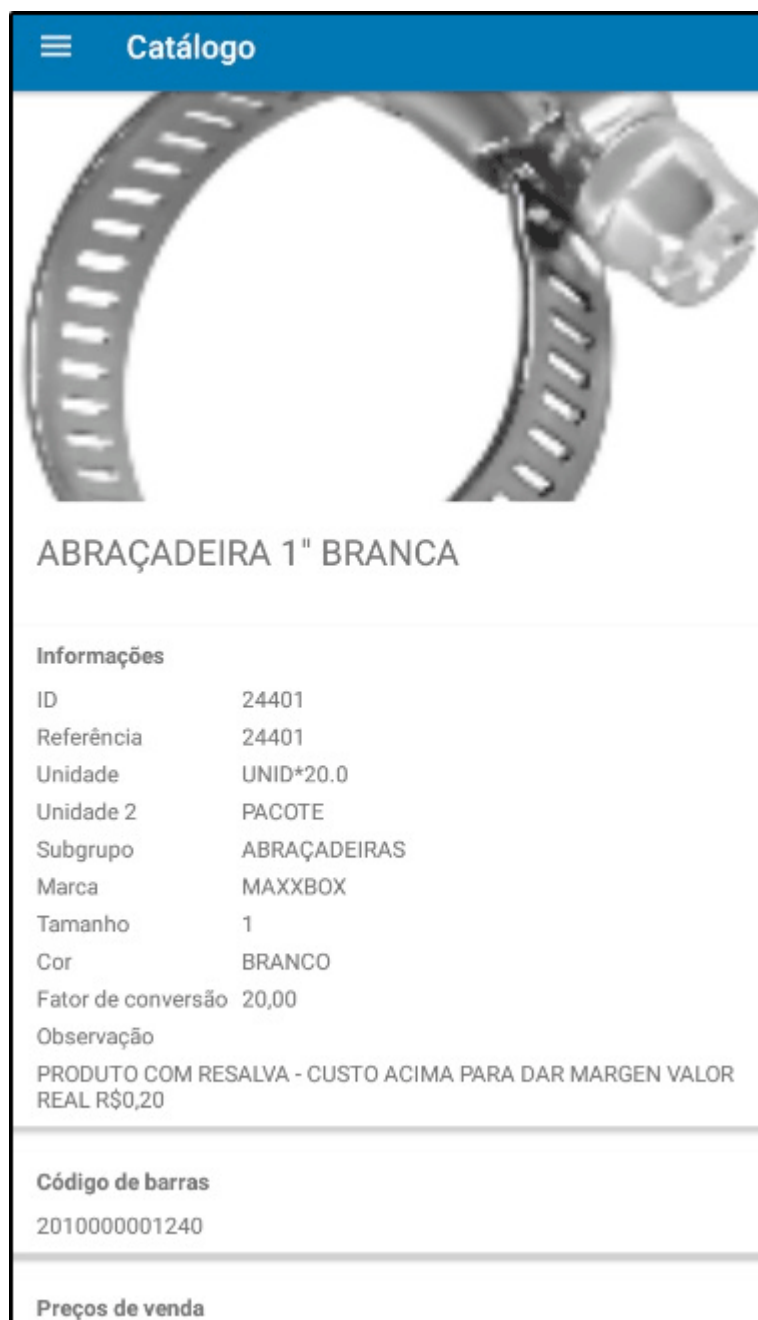 Catálogo
ABRAÇADEIRA 1" BRANCA
Informações
ID 24401
Referência 24401
Unidade UNID*20.0
Unidade 2 PACOTE
Subgrupo ABRAÇADEIRAS
Marca MAXXBOX
Tamanho 1
Cor BRANCO
Fator de conversão 20,00
Observação
PRODUTO COM RESALVA - CUSTO ACIMA PARA DAR MARGEN VALOR
REAL R$0,20
Código de barras
2010000001240
Preços de venda